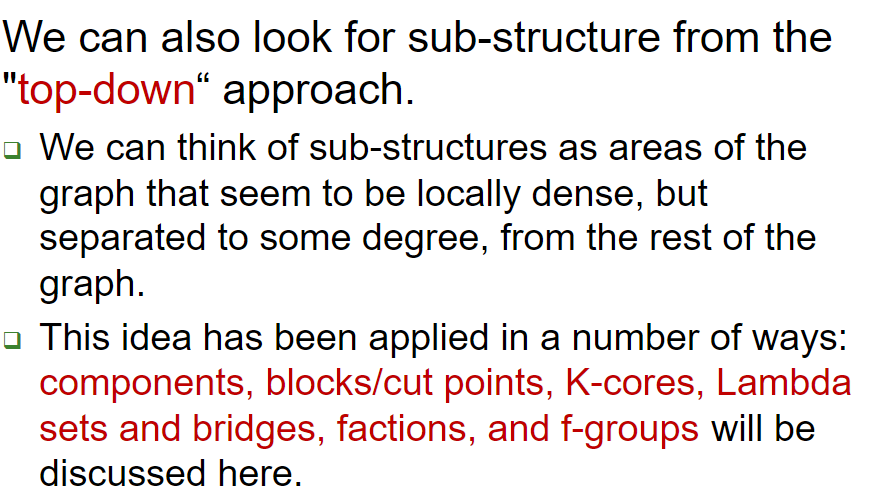 We can also look for sub-structure from the
"top-down“ approach.
We can think of sub-structures as areas of the
graph that seem to be locally dense, but
separated to some degree, from the rest of the
graph.
This idea has been applied in a number of ways:
components, blocks/cut points, K-cores, Lambda
sets and bridges, factions, and f-groups will be
discussed here.